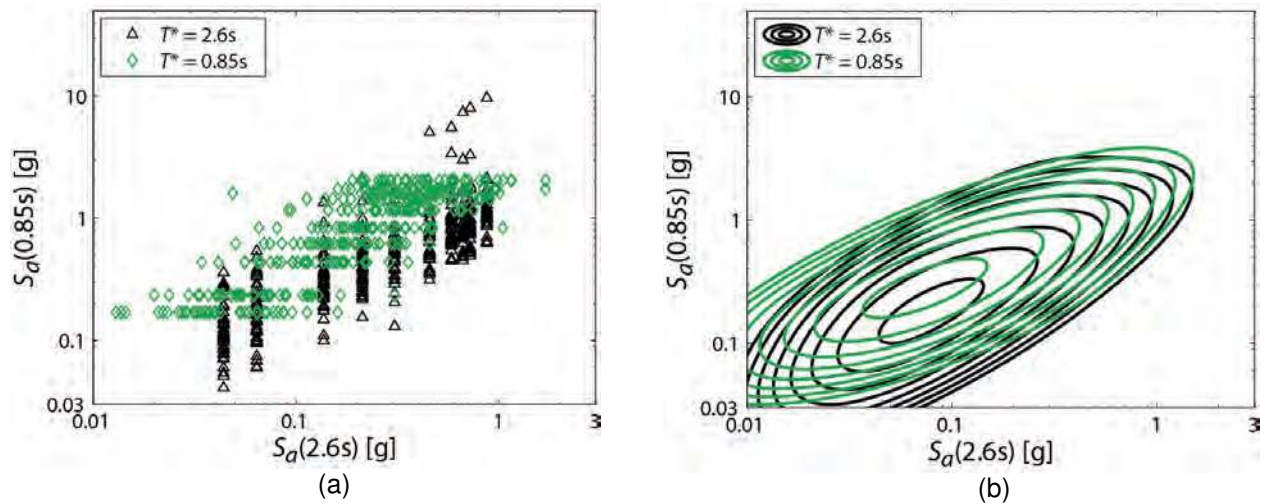 T* = 2.6s
T* = 0.85s
10
1
0.1
0.03
Sa(0.85s) [g]
0.01
0.1
1
3
Sa(2.6s) [g]
(a)
T* = 2.6s
T* = 0.85s
10
1
0.1
0.03
Sa(0.85s) [g]
0.01
0.1
1
3
Sa(2.6s) [g]
(b)